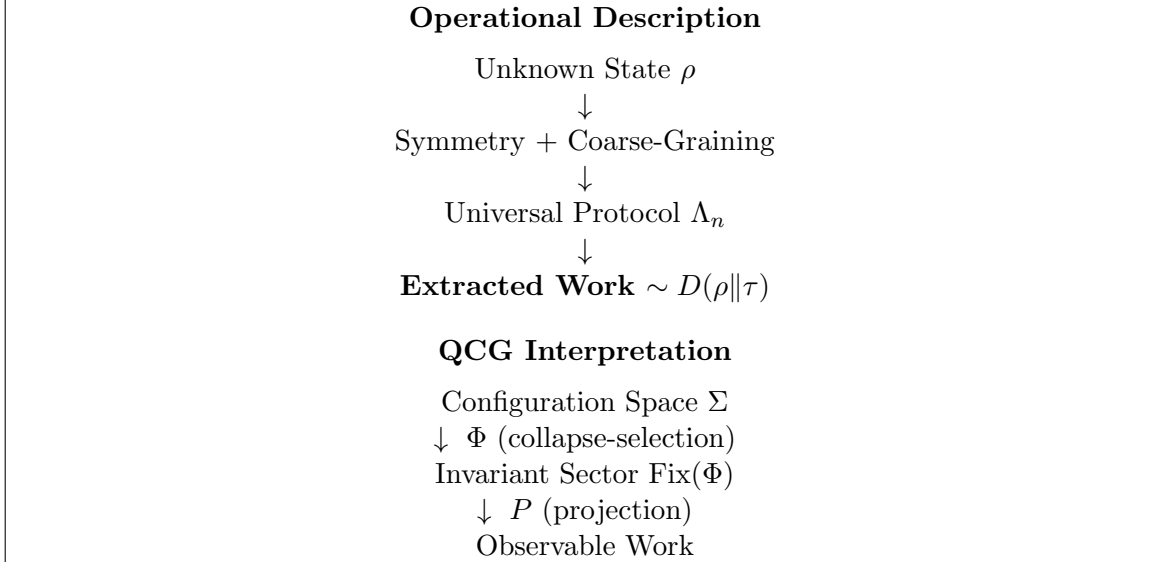 Operational Description
Unknown State ρ
↓
Symmetry + Coarse-Graining
↓
Universal Protocol Λₙ
↓
Extracted Work ∼ D(ρ∥τ)
QCG Interpretation
Configuration Space Σ
↓ Φ (collapse-selection)
Invariant Sector Fix(Φ)
↓ P (projection)
Observable Work